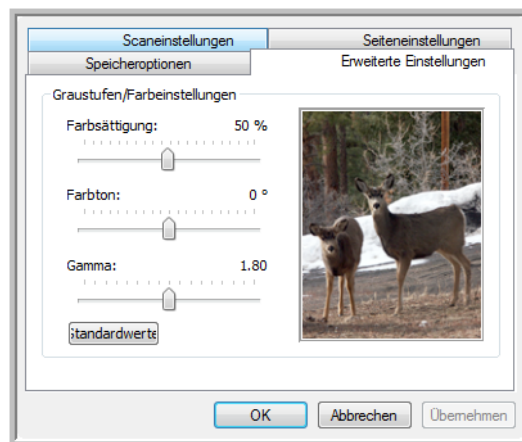 Scaneinstellungen
Seiteneinstellungen
Speicheroptionen
Erweiterte Einstellungen
Graustufen/Farbeinstellungen
Farbsättigung: 50 %
Farbton: 0 °
Gamma: 1.80
Standardwerte
OK
Abbrechen
Übernehmen